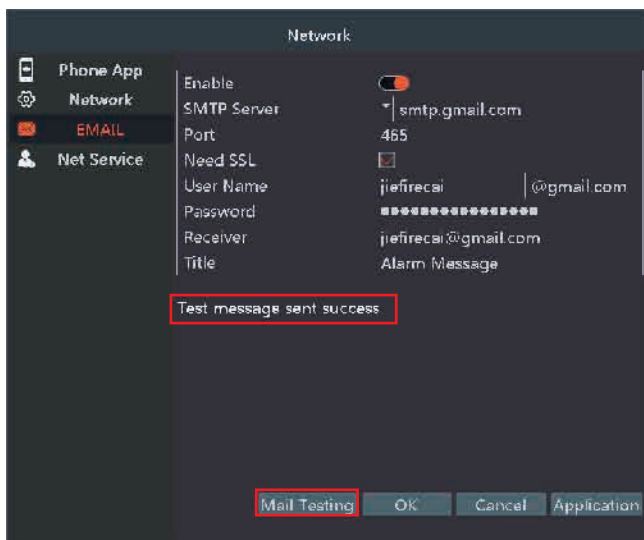 Network
Phone App
Network
EMAIL
Net Service
Enable
SMTP Server smtp.gmail.com
Port 465
Need SSL
User Name jiefirecai @gmail.com
Password ****************
Receiver jiefirecai@gmail.com
Title Alarm Message
Test message sent success
Mail Testing OK Cancel Application